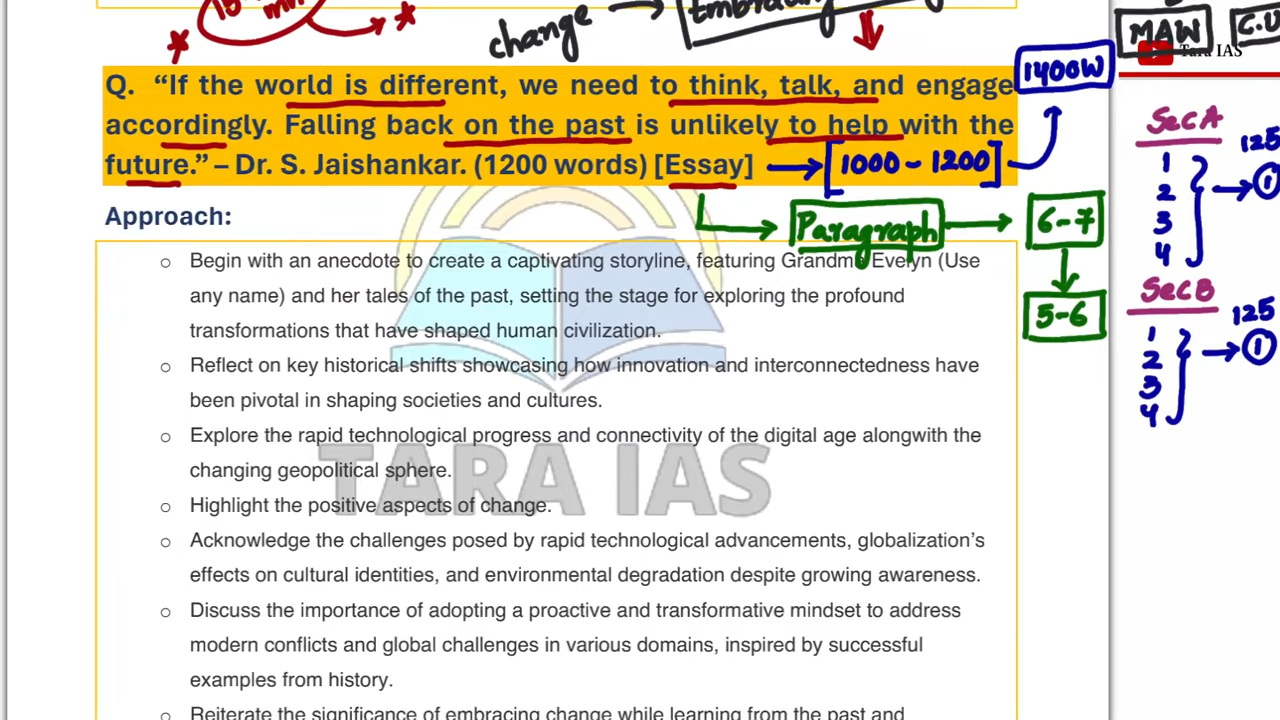 change → Embracing
MAW
C.U
Tara IAS
Q. “If the world is different, we need to think, talk, and engage
accordingly. Falling back on the past is unlikely to help with the
future.” – Dr. S. Jaishankar. (1200 words) [Essay] → [1000 - 1200]
1400W
Approach:
Paragraph → 6-7
5-6
Begin with an anecdote to create a captivating storyline, featuring Grandma Evelyn (Use
any name) and her tales of the past, setting the stage for exploring the profound
transformations that have shaped human civilization.
Reflect on key historical shifts showcasing how innovation and interconnectedness have
been pivotal in shaping societies and cultures.
Explore the rapid technological progress and connectivity of the digital age alongwith the
changing geopolitical sphere.
Highlight the positive aspects of change.
Acknowledge the challenges posed by rapid technological advancements, globalization’s
effects on cultural identities, and environmental degradation despite growing awareness.
Discuss the importance of adopting a proactive and transformative mindset to address
modern conflicts and global challenges in various domains, inspired by successful
examples from history.
Reiterate the significance of embracing change while learning from the past and
TARA IAS
Sec A
125
1
2 → 1
3
4
Sec B
125
1
2 → 1
3
4